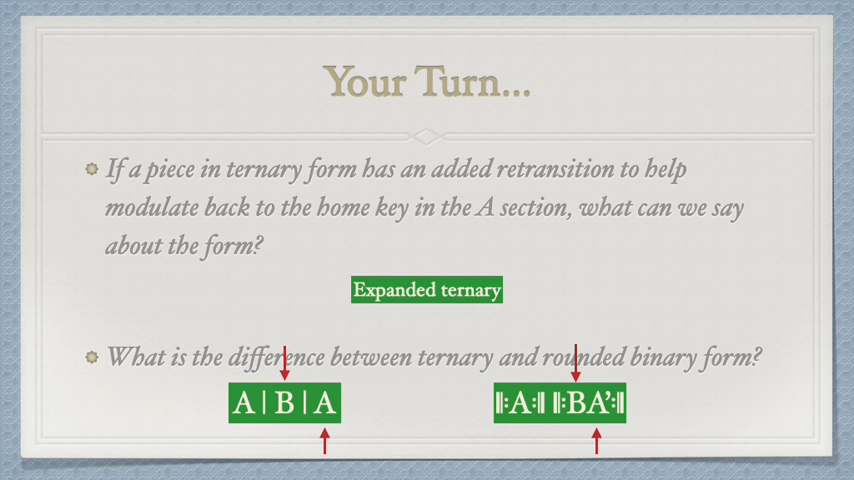 Your Turn...
If a piece in ternary form has an added retransition to help
modulate back to the home key in the A section, what can we say
about the form?
Expanded ternary
What is the difference between ternary and rounded binary form?
A | B | A
𝄆A𝄇 𝄆BA’𝄇